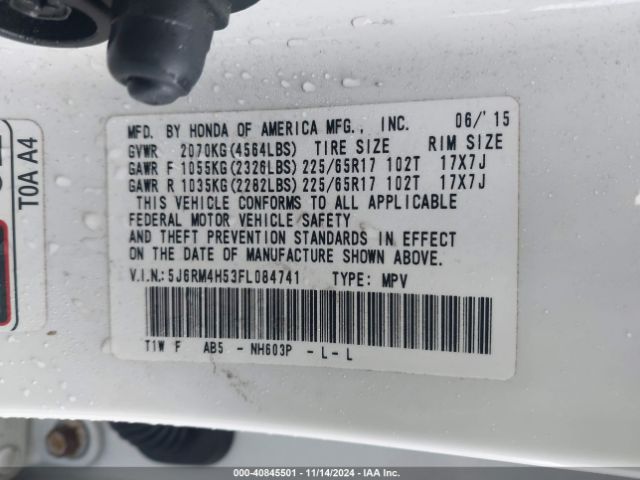 T0A A4
MFD. BY HONDA OF AMERICA MFG., INC. 06/'15
GVWR 2070KG(4564LBS) TIRE SIZE RIM SIZE
GAWR F 1055KG(2326LBS) 225/65R17 102T 17X7J
GAWR R 1035KG(2282LBS) 225/65R17 102T 17X7J
THIS VEHICLE CONFORMS TO ALL APPLICABLE
FEDERAL MOTOR VEHICLE SAFETY
AND THEFT PREVENTION STANDARDS IN EFFECT
ON THE DATE OF MANUFACTURE SHOWN ABOVE.
V.I.N.:5J6RM4H53FL084741 TYPE: MPV
T1W F AB5 - NH603P - L - L
000-40845501 - 11/14/2024 - IAA Inc.